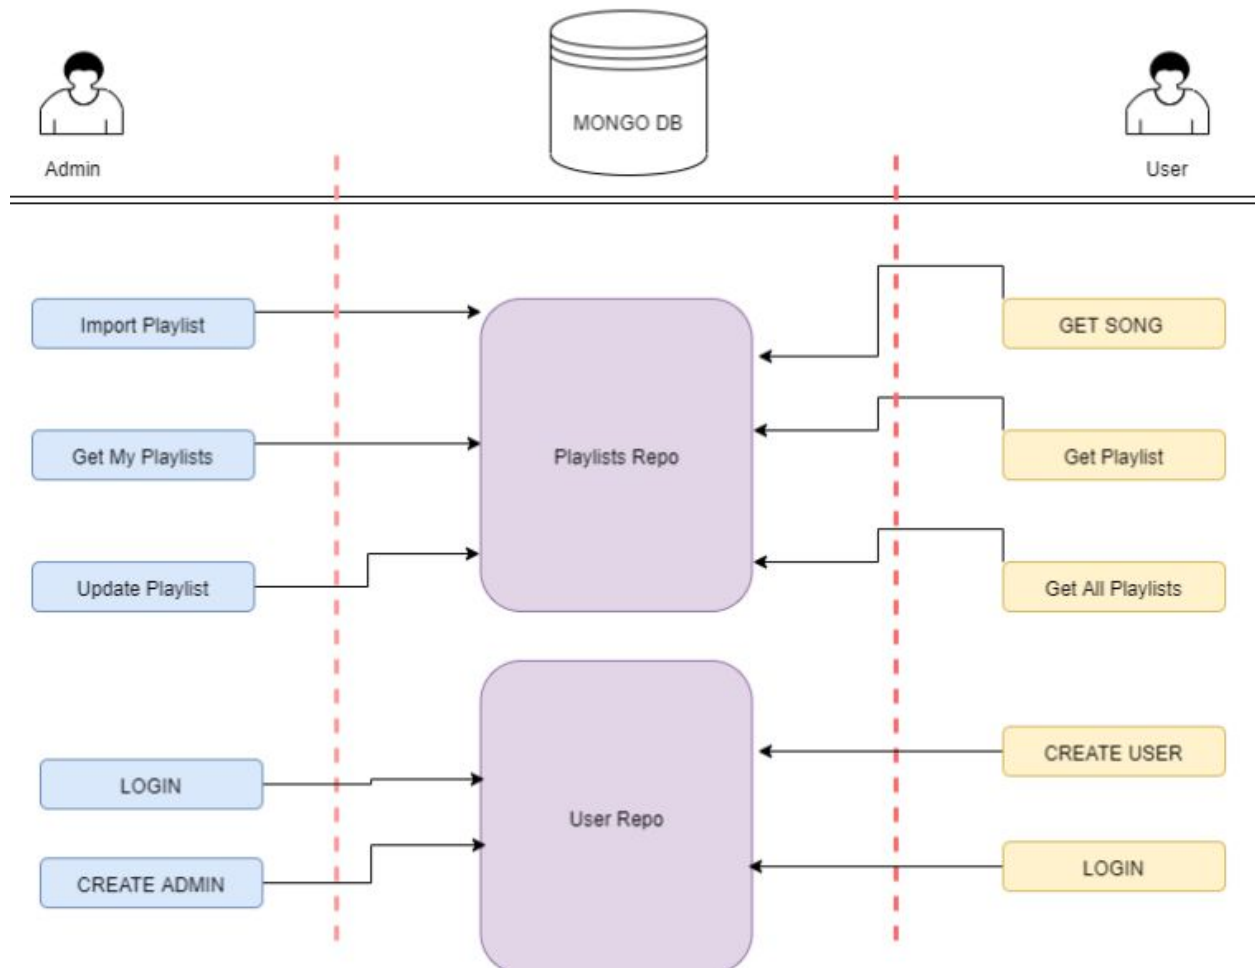 MONGO DB
Admin
User
Import Playlist
GET SONG
Get My Playlists
Playlists Repo
Get Playlist
Update Playlist
Get All Playlists
CREATE USER
LOGIN
User Repo
CREATE ADMIN
LOGIN